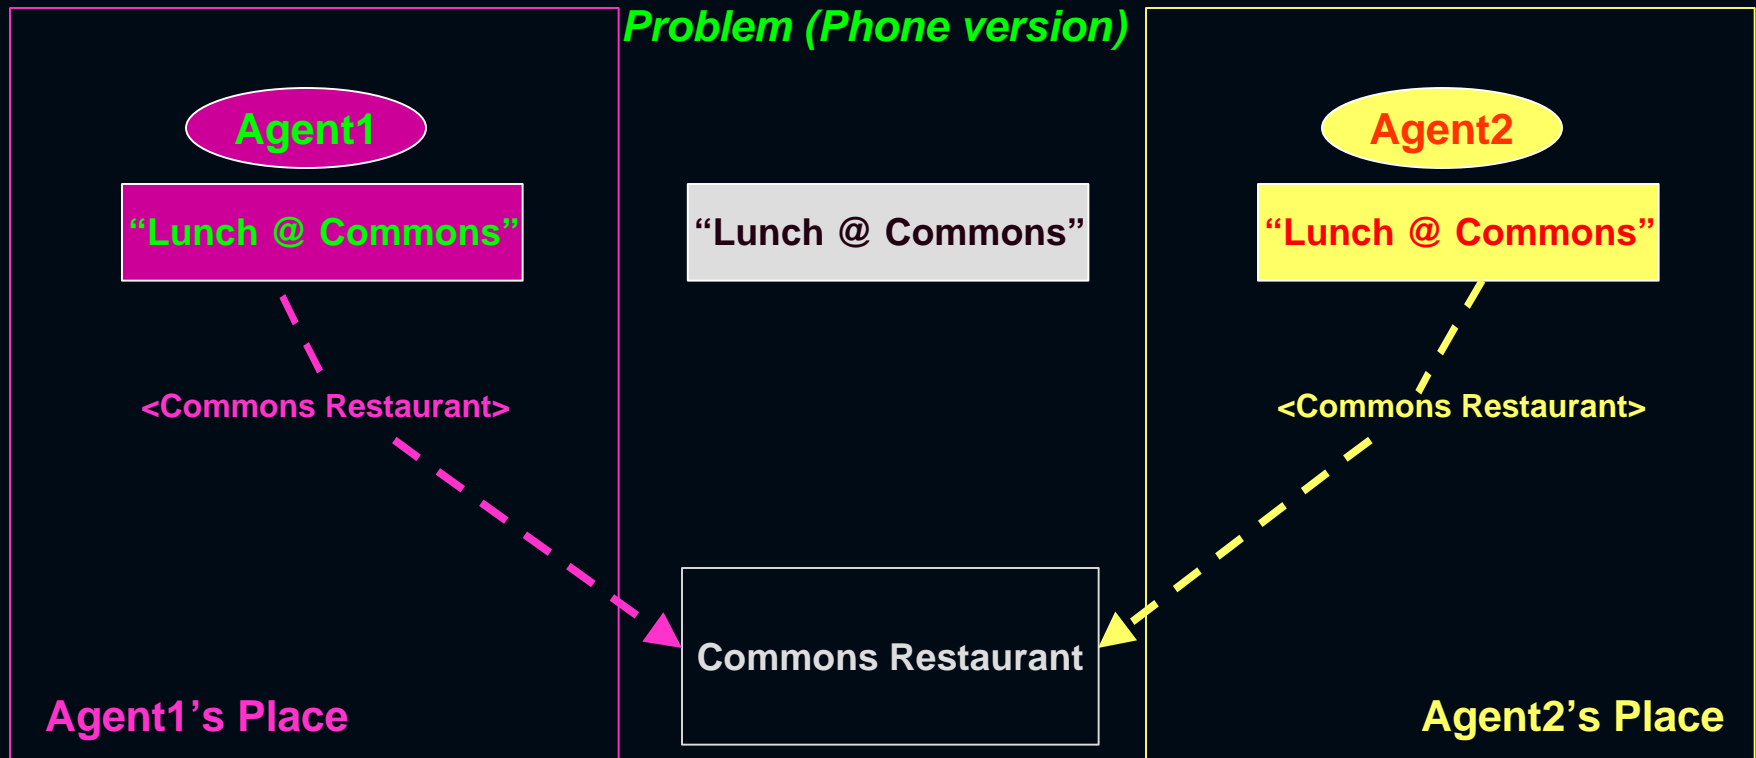 Problem (Phone version)
Agent1
Agent2
“Lunch @ Commons”
“Lunch @ Commons”
“Lunch @ Commons”
<Commons Restaurant>
<Commons Restaurant>
Commons Restaurant
Agent1’s Place
Agent2’s Place